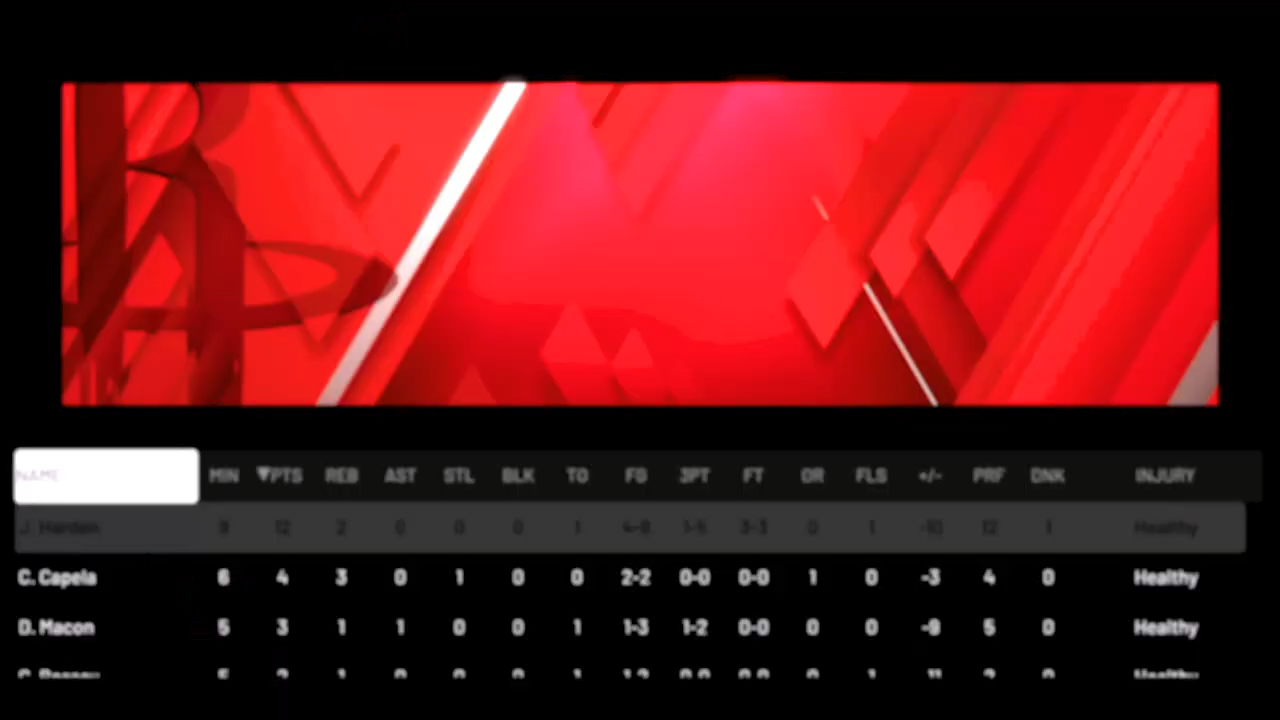 NAME MIN ▼PTS REB AST STL BLK TO FG 3PT FT OR FLS +/- PRF DNK INJURY
J. Harden 9 12 2 0 0 0 1 4-8 1-5 3-3 0 1 -10 12 1 Healthy
C. Capela 6 4 3 0 1 0 0 2-2 0-0 0-0 1 0 -3 4 0 Healthy
D. Macon 5 3 1 1 0 0 1 1-3 1-2 0-0 0 0 -9 5 0 Healthy